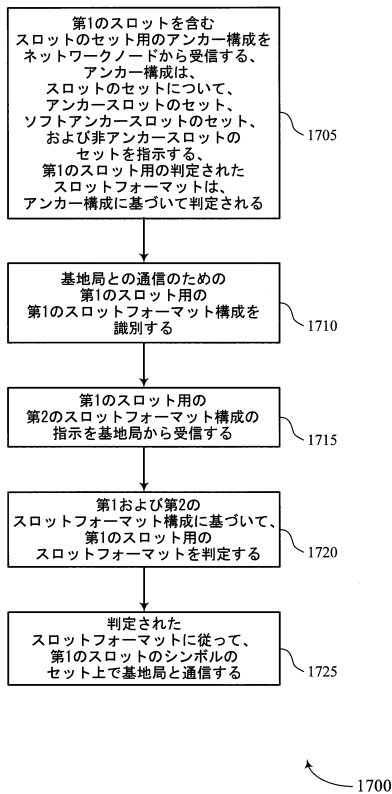 第1のスロットを含む
スロットのセット用のアンカー構成を
ネットワークノードから受信する、
アンカー構成は、
スロットのセットについて、
アンカースロットのセット、
ソフトアンカースロットのセット、
および非アンカースロットの
セットを指示する、
第1のスロット用の判定された
スロットフォーマットは、
アンカー構成に基づいて判定される
1705
基地局との通信のための
第1のスロット用の
第1のスロットフォーマット構成を
識別する
1710
第1のスロット用の
第2のスロットフォーマット構成の
指示を基地局から受信する
1715
第1および第2の
スロットフォーマット構成に基づいて、
第1のスロット用の
スロットフォーマットを判定する
1720
判定された
スロットフォーマットに従って、
第1のスロットのシンボルの
セット上で基地局と通信する
1725
1700